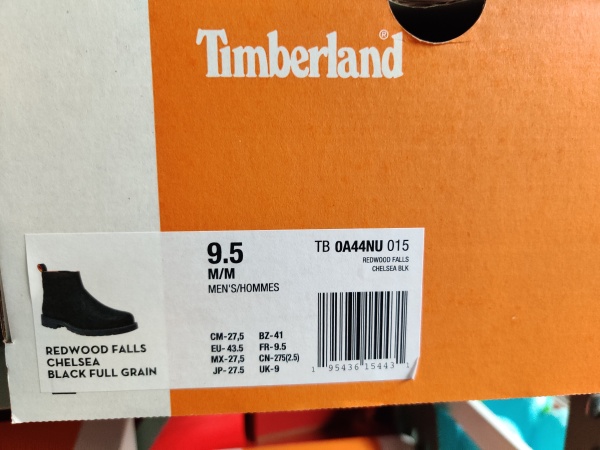 Timberland®
9.5
M/M
MEN'S/HOMMES
TB 0A44NU 015
REDWOOD FALLS
CHELSEA BLK
CM-27,5 BZ-41
EU- 43.5 FR-9.5
MX-27,5 CN-275(2.5)
JP-27.5 UK-9
1 95436 15443 1
REDWOOD FALLS
CHELSEA
BLACK FULL GRAIN